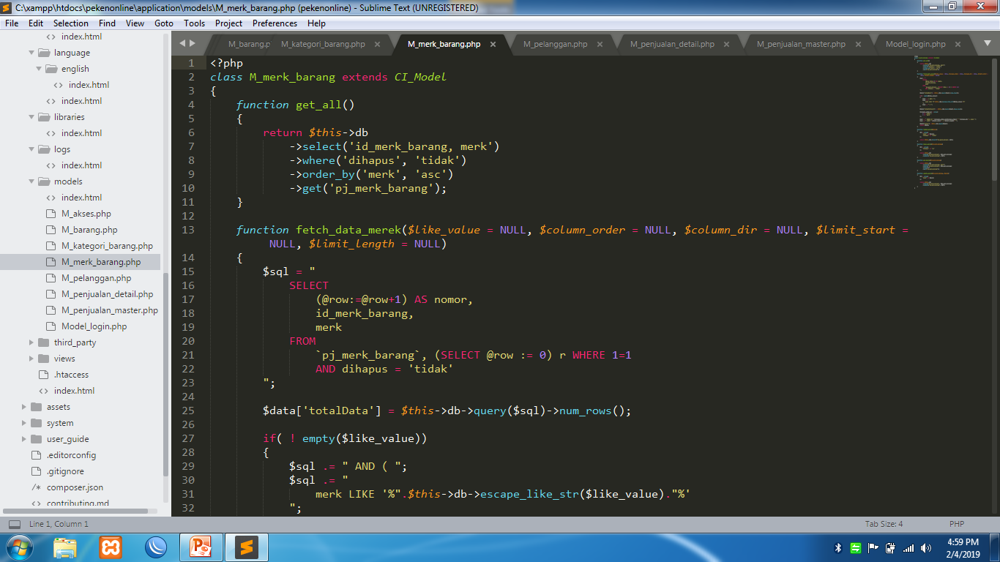 C:\xampp\htdocs\pekenonline\application\models\M_merk_barang.php (pekenonline) - Sublime Text (UNREGISTERED)
File Edit Selection Find View Goto Tools Project Preferences Help
index.html
language
english
index.html
index.html
libraries
index.html
logs
index.html
models
index.html
M_akses.php
M_barang.php
M_kategori_barang.php
M_merk_barang.php
M_pelanggan.php
M_penjualan_detail.php
M_penjualan_master.php
Model_login.php
third_party
views
.htaccess
index.html
assets
system
user_guide
.editorconfig
.gitignore
composer.json
contributing.md
M_barang.p M_kategori_barang.php M_merk_barang.php M_pelanggan.php M_penjualan_detail.php M_penjualan_master.php Model_login.php
1 <?php
2 class M_merk_barang extends CI_Model
3 {
4 function get_all()
5 {
6 return $this->db
7 ->select('id_merk_barang, merk')
8 ->where('dihapus', 'tidak')
9 ->order_by('merk', 'asc')
10 ->get('pj_merk_barang');
11 }
12
13 function fetch_data_merek($like_value = NULL, $column_order = NULL, $column_dir = NULL, $limit_start =
NULL, $limit_length = NULL)
14 {
15 $sql = "
16 SELECT
17 (@row:=@row+1) AS nomor,
18 id_merk_barang,
19 merk
20 FROM
21 `pj_merk_barang`, (SELECT @row := 0) r WHERE 1=1
22 AND dihapus = 'tidak'
23 ";
24
25 $data['totalData'] = $this->db->query($sql)->num_rows();
26
27 if( ! empty($like_value))
28 {
29 $sql .= " AND ( ";
30 $sql .= "
31 merk LIKE '%".$this->db->escape_like_str($like_value)."%'
32 ";
Line 1, Column 1
Tab Size: 4
PHP
4:59 PM
2/4/2019